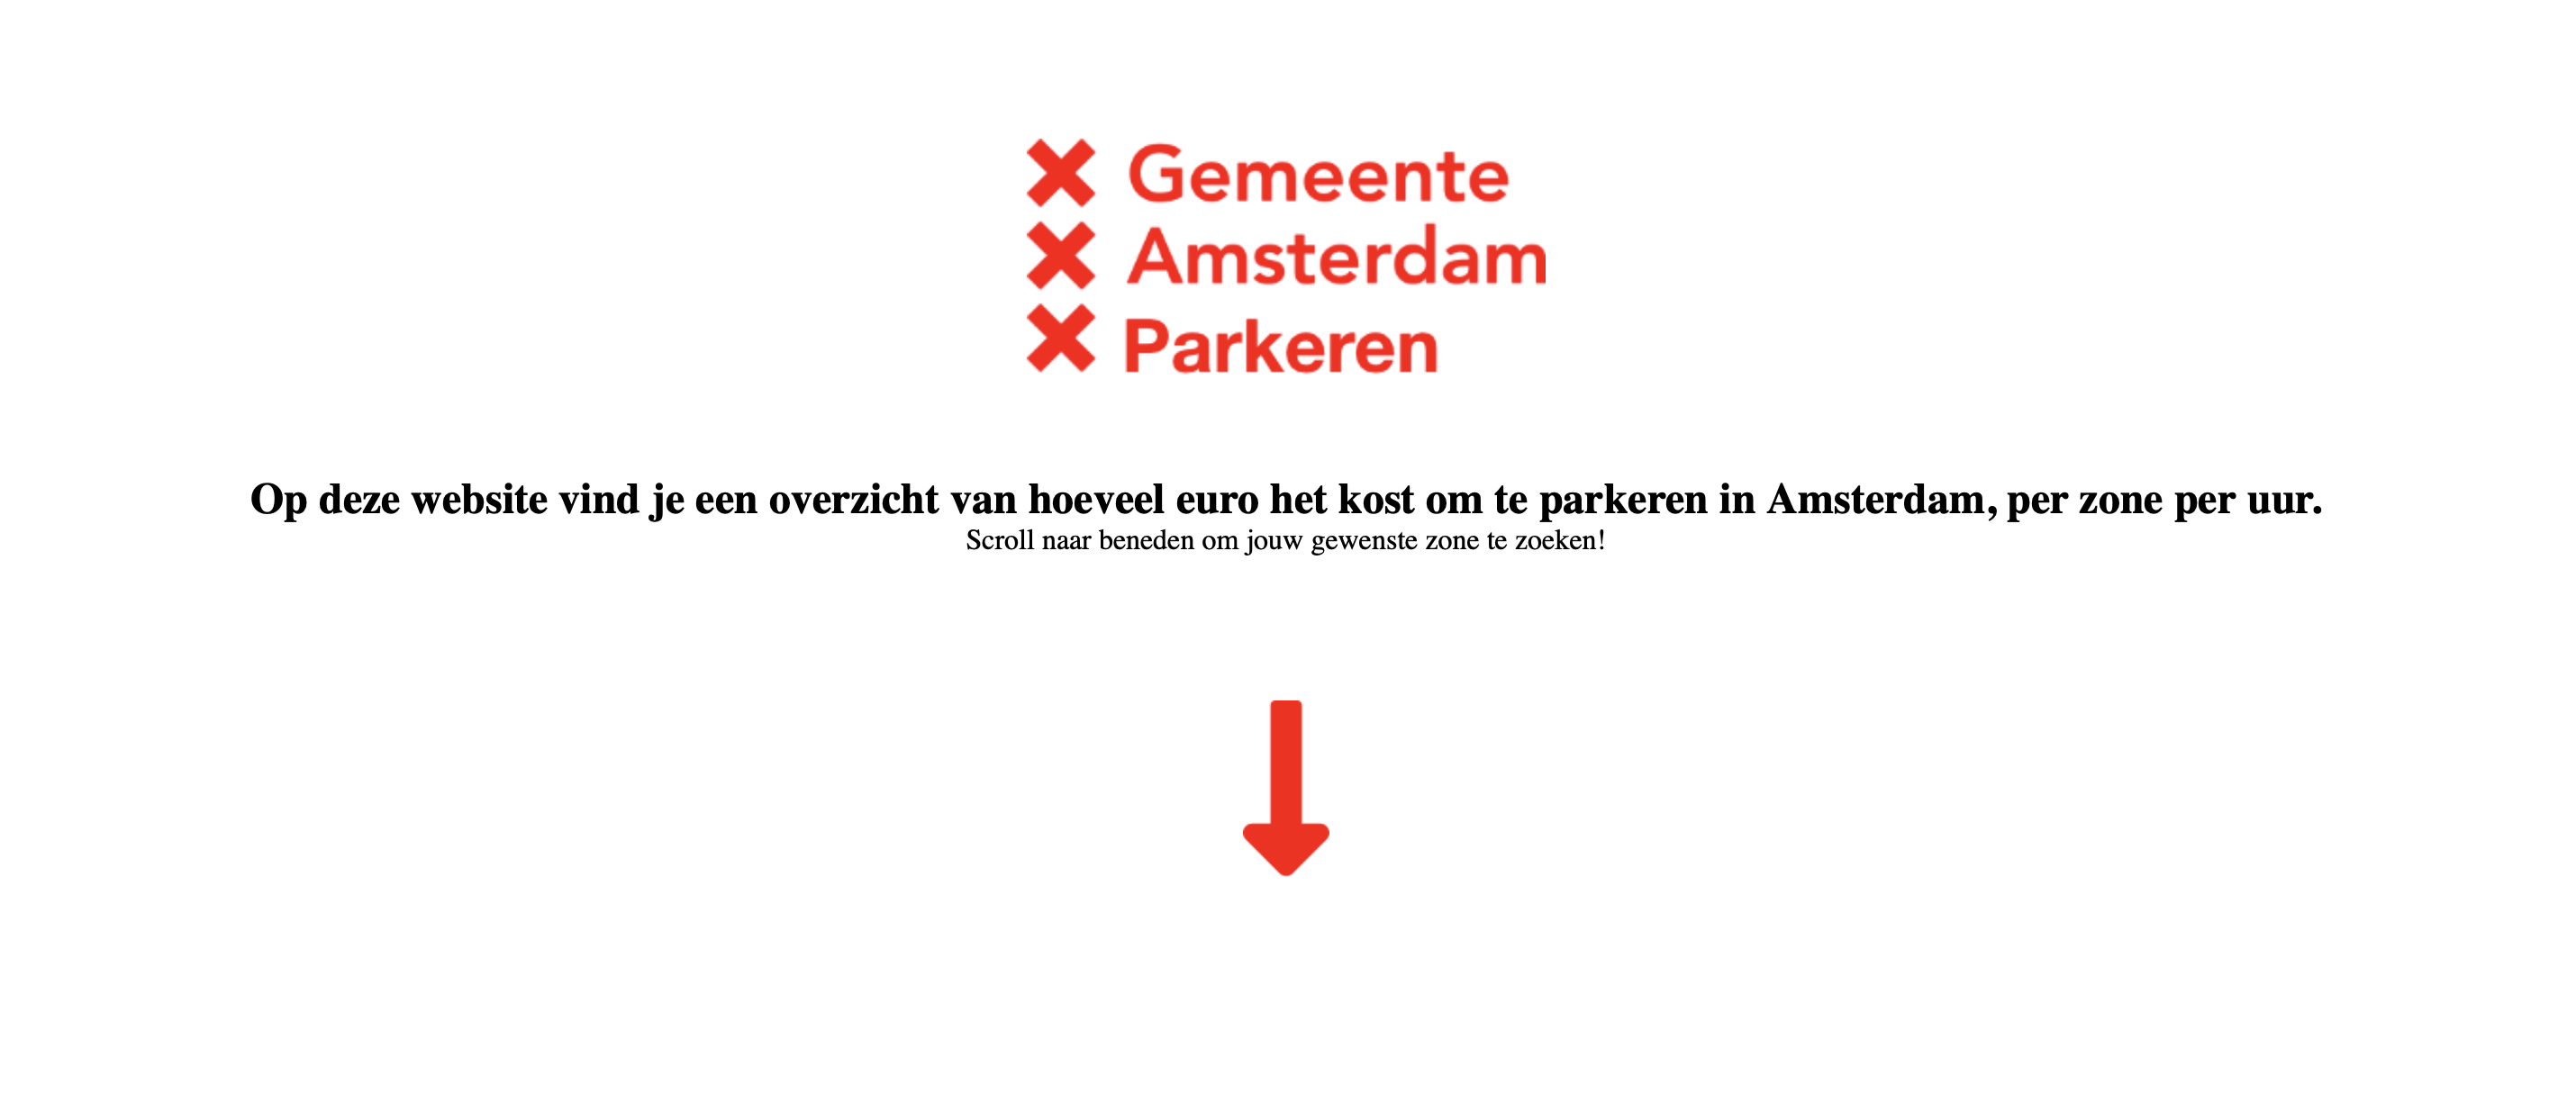 Gemeente
Amsterdam
Parkeren
Op deze website vind je een overzicht van hoeveel euro het kost om te parkeren in Amsterdam, per zone per uur.
Scroll naar beneden om jouw gewenste zone te zoeken!